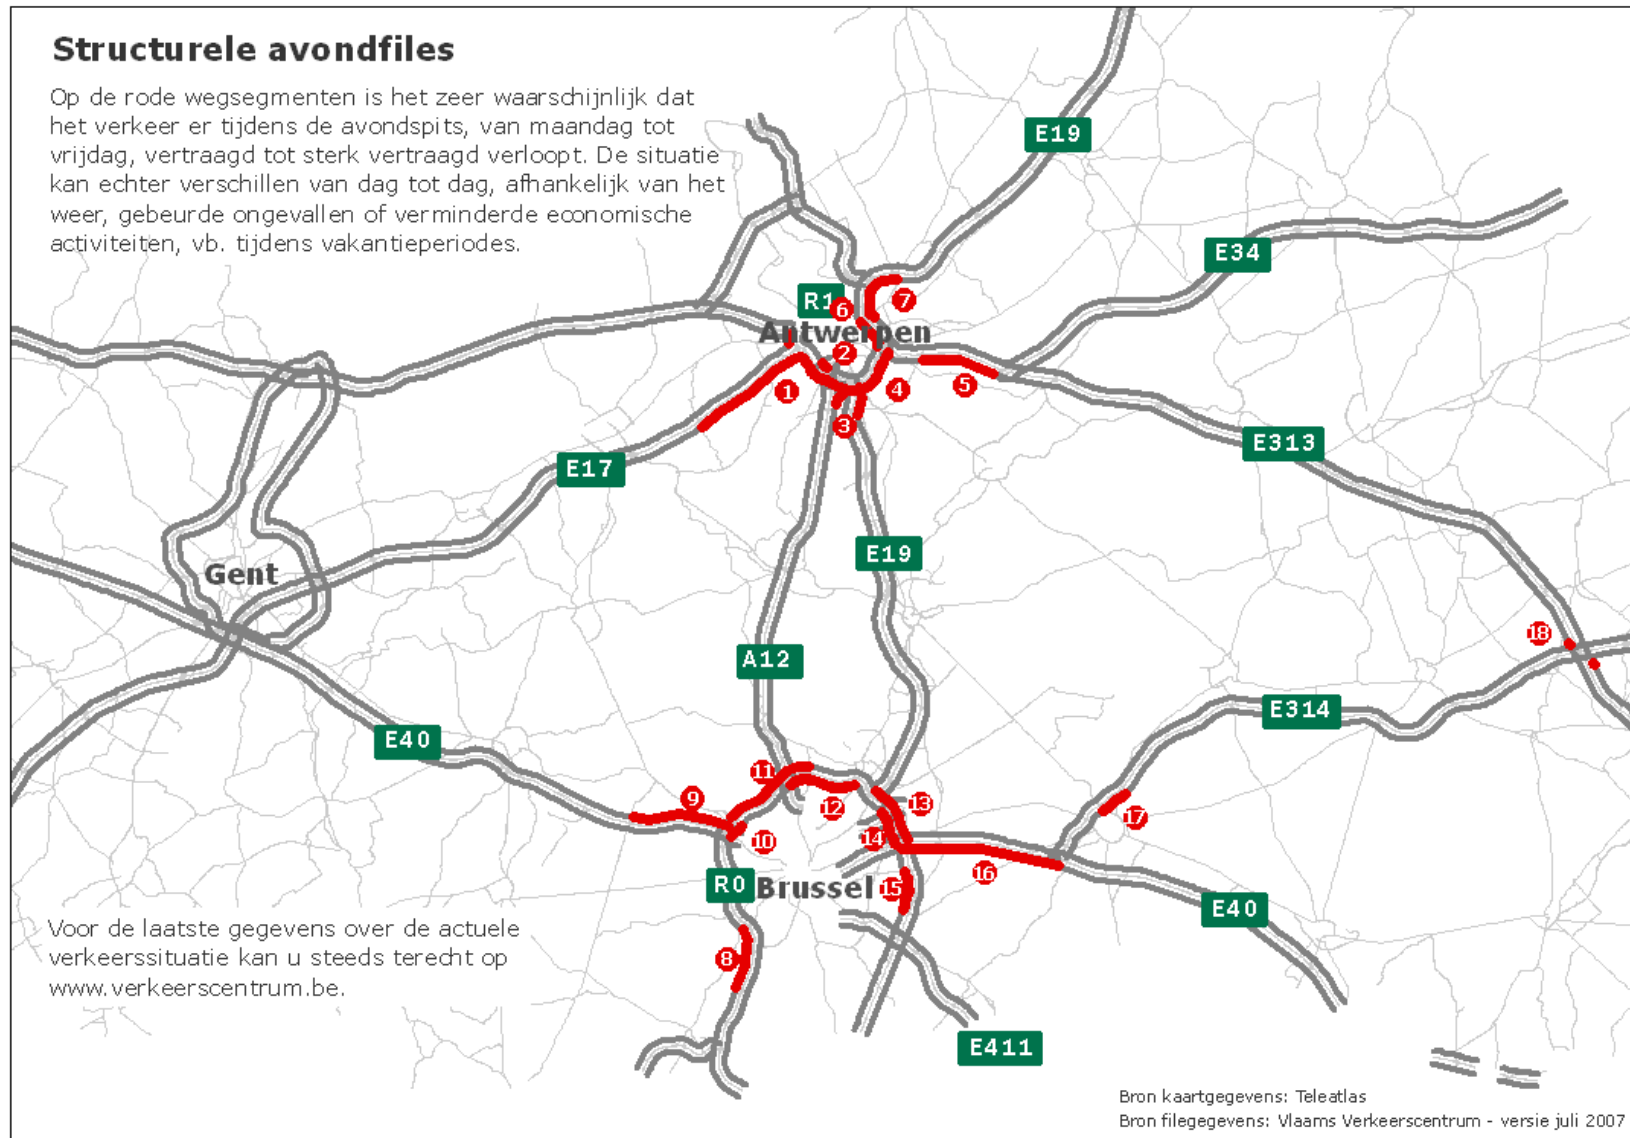 Structurele avondfiles
Op de rode wegsegmenten is het zeer waarschijnlijk dat
het verkeer er tijdens de avondspits, van maandag tot
vrijdag, vertraagd tot sterk vertraagd verloopt. De situatie
kan echter verschillen van dag tot dag, afhankelijk van het
weer, gebeurde ongevallen of verminderde economische
activiteiten, vb. tijdens vakantieperiodes.
E19
E34
R1
6
7
Antwerpen
2
1
4
5
3
E313
E17
E19
Gent
18
A12
E314
E40
11
9
12
13
17
10
14
16
R0
Brussel
15
E40
8
E411
Voor de laatste gegevens over de actuele
verkeerssituatie kan u steeds terecht op
www.verkeerscentrum.be.
Bron kaartgegevens: Teleatlas
Bron filegegevens: Vlaams Verkeerscentrum - versie juli 2007